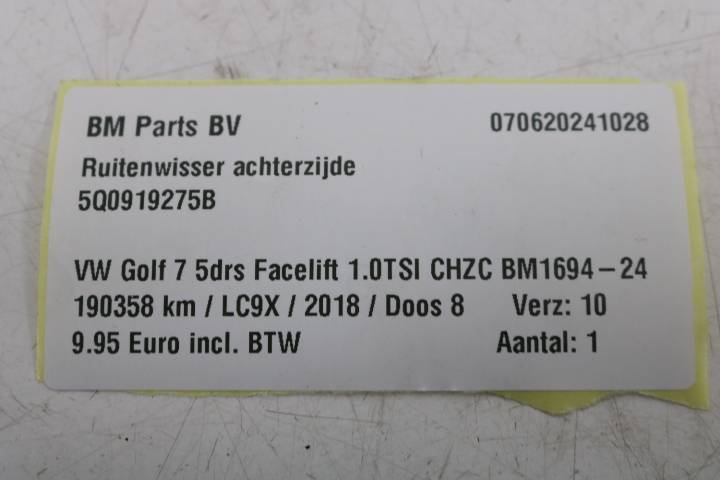 BM Parts BV 070620241028
Ruitenwisser achterzijde
5Q0919275B
VW Golf 7 5drs Facelift 1.0TSI CHZC BM1694-24
190358 km / LC9X / 2018 / Doos 8 Verz: 10
9.95 Euro incl. BTW Aantal: 1